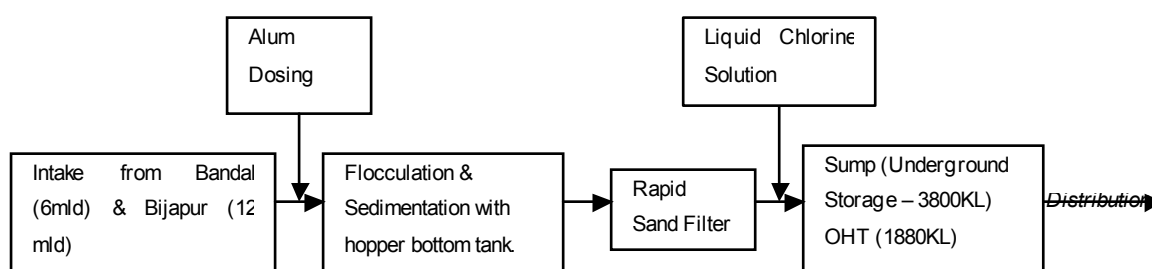 Alum
Dosing
Liquid Chlorine
Solution
Intake from Bandal
(6mld) & Bijapur (12
mld)
Flocculation &
Sedimentation with
hopper bottom tank.
Rapid
Sand Filter
Sump (Underground
Storage – 3800KL)
OHT (1880KL)
Distribution